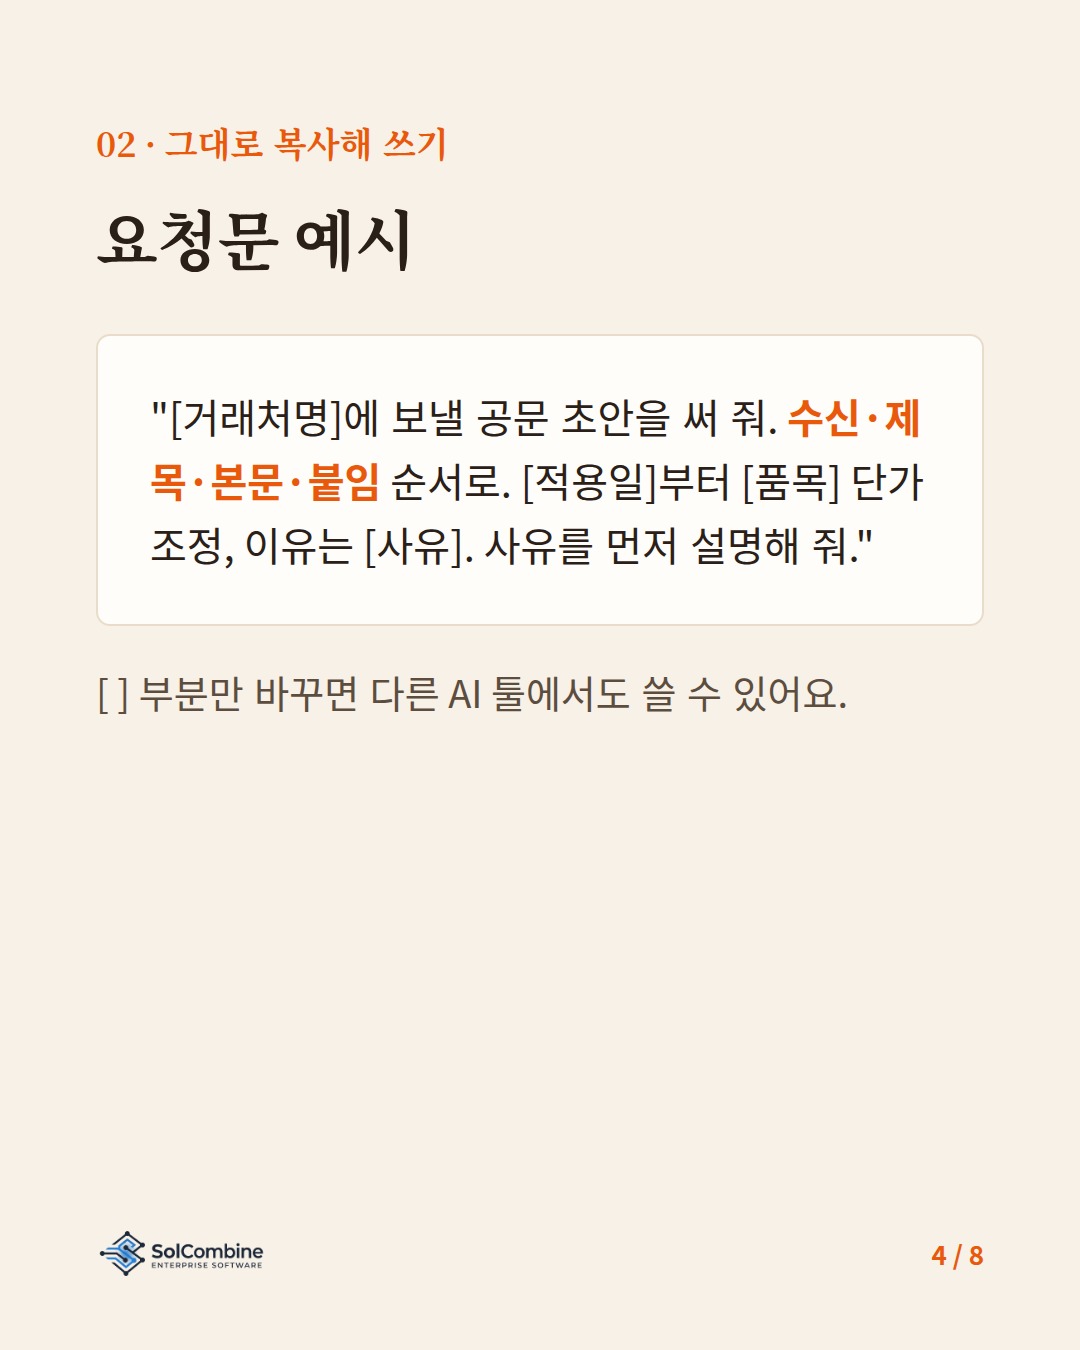 02 · 그대로 복사해 쓰기
요청문 예시
"[거래처명]에 보낼 공문 초안을 써 줘. 수신·제
목·본문·붙임 순서로. [적용일]부터 [품목] 단가
조정, 이유는 [사유]. 사유를 먼저 설명해 줘."
[ ] 부분만 바꾸면 다른 AI 툴에서도 쓸 수 있어요.
SolCombine
ENTERPRISE SOFTWARE
4 / 8